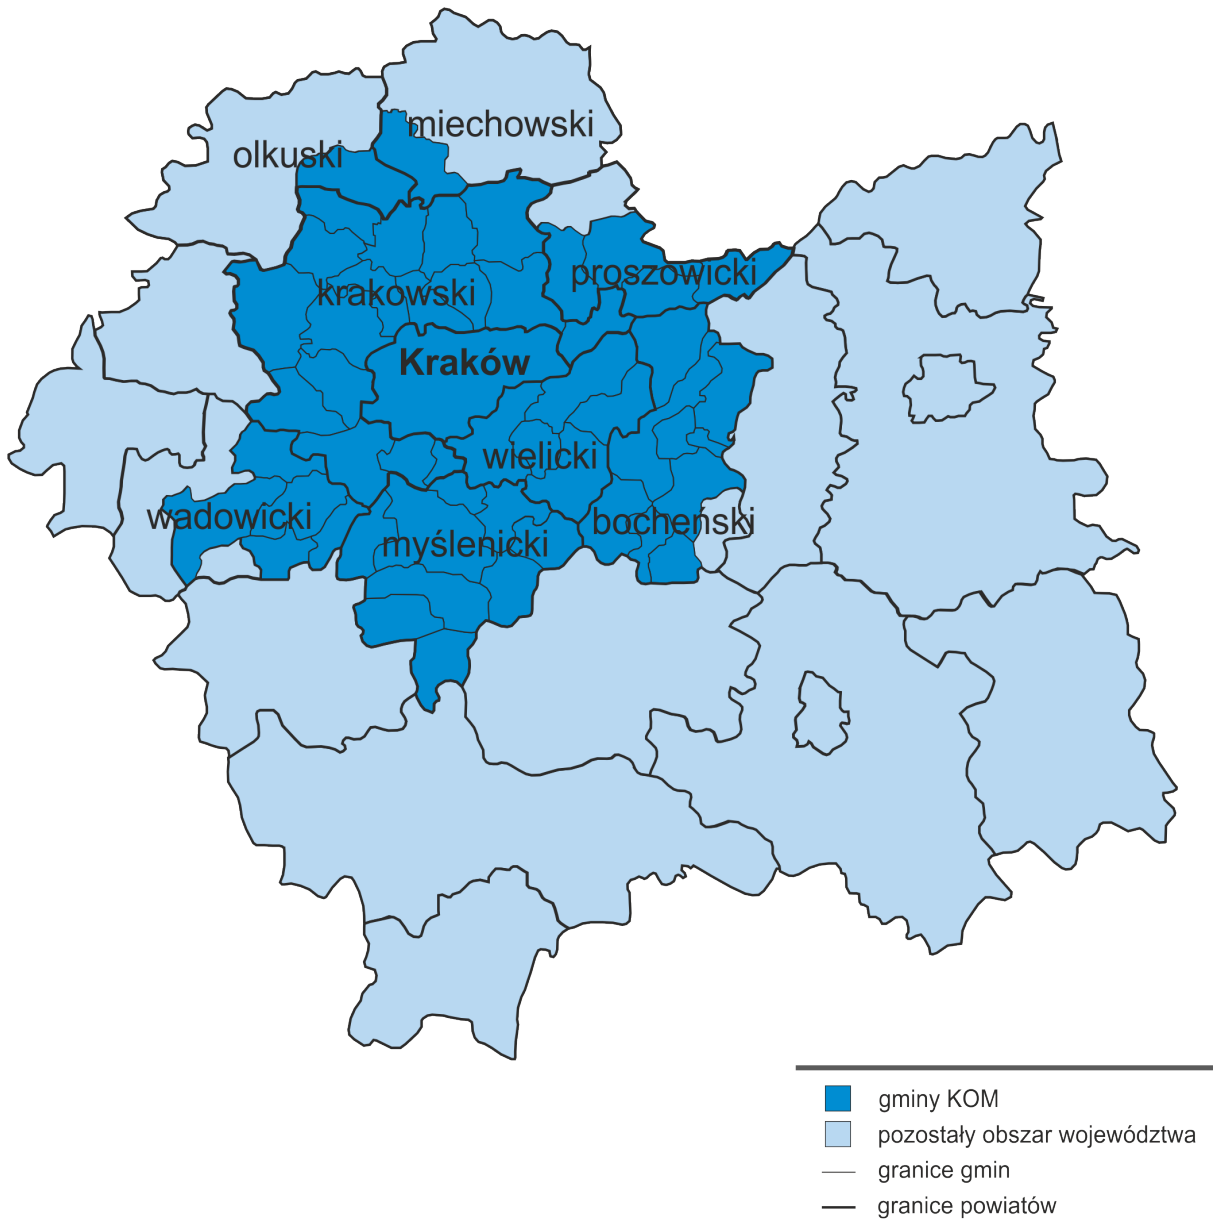 miechowski
olkuski
proszowicki
krakowski
Kraków
wielicki
wadowicki
bocheński
myślenicki
gminy KOM
pozostały obszar województwa
granice gmin
granice powiatów